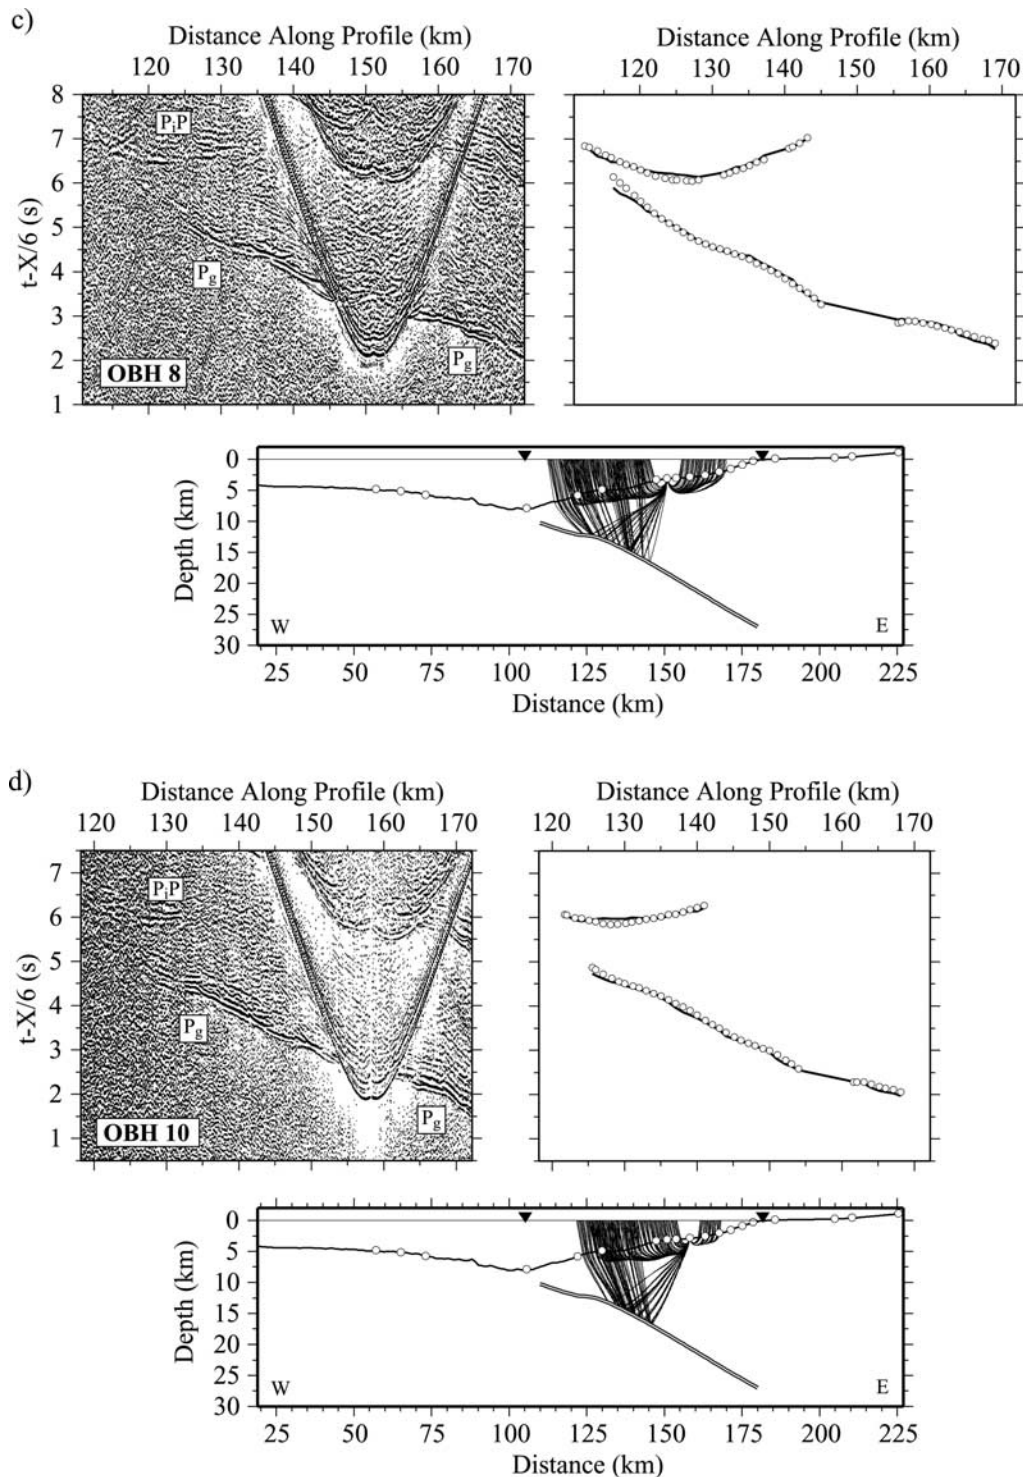 c)
Distance Along Profile (km)
120 130 140 150 160 170
8
7
6
5
4
3
2
1
t-X/6 (s)
PiP
Pg
Pg
OBH 8
Distance Along Profile (km)
120 130 140 150 160 170
0
5
10
15
20
25
30
Depth (km)
W
E
25 50 75 100 125 150 175 200 225
Distance (km)
d)
Distance Along Profile (km)
120 130 140 150 160 170
7
6
5
4
3
2
1
t-X/6 (s)
PiP
Pg
Pg
OBH 10
Distance Along Profile (km)
120 130 140 150 160 170
0
5
10
15
20
25
30
Depth (km)
W
E
25 50 75 100 125 150 175 200 225
Distance (km)